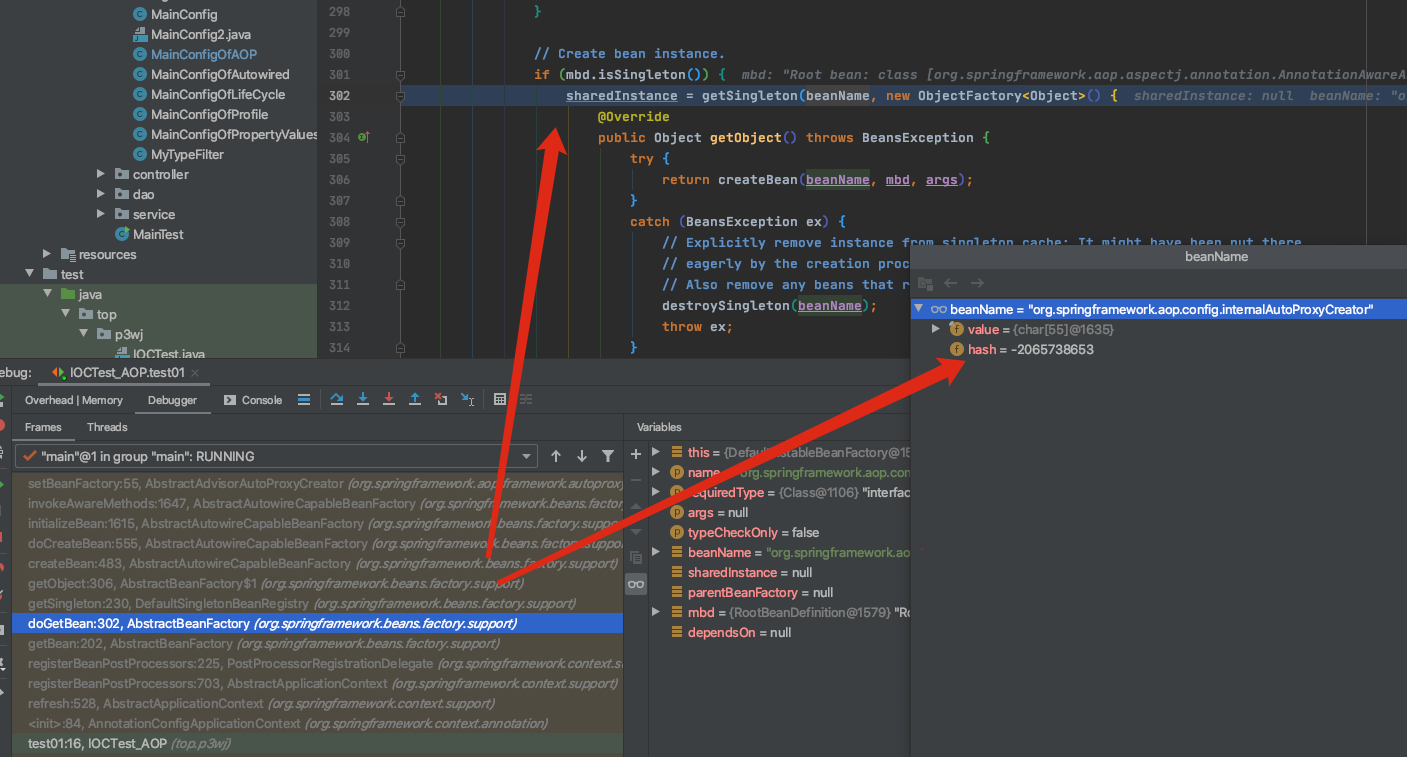 MainConfig
MainConfig2.java
MainConfigOfAOP
MainConfigOfAutowired
MainConfigOfLifeCycle
MainConfigOfProfile
MainConfigOfPropertyValues
MyTypeFilter
controller
dao
service
MainTest
resources
test
java
top
p3wj
IOCTest.java
298 }
299
300 // Create bean instance.
301 if (mbd.isSingleton()) { mbd: "Root bean: class [org.springframework.aop.aspectj.annotation.AnnotationAwareA
302 sharedInstance = getSingleton(beanName, new ObjectFactory<Object>() { sharedInstance: null beanName: "o
303 @Override
304 public Object getObject() throws BeansException {
305 try {
306 return createBean(beanName, mbd, args);
307 }
308 catch (BeansException ex) {
309 // Explicitly remove instance from singleton cache: It might have been put there
310 // eagerly by the creation proc
311 // Also remove any beans that r
312 destroySingleton(beanName);
313 throw ex;
314 }
beanName
beanName = "org.springframework.aop.config.internalAutoProxyCreator"
value = {char[55]@1635}
hash = -2065738653
ebug: IOCTest_AOP.test01 ×
Overhead | Memory Debugger Console
Frames Threads
"main"@1 in group "main": RUNNING
setBeanFactory:55, AbstractAdvisorAutoProxyCreator (org.springframework.aop.framework.autoproxy
invokeAwareMethods:1647, AbstractAutowireCapableBeanFactory (org.springframework.beans.factory
initializeBean:1615, AbstractAutowireCapableBeanFactory (org.springframework.beans.factory.support
doCreateBean:555, AbstractAutowireCapableBeanFactory (org.springframework.beans.factory.support
createBean:483, AbstractAutowireCapableBeanFactory (org.springframework.beans.factory.support)
getObject:306, AbstractBeanFactory$1 (org.springframework.beans.factory.support)
getSingleton:230, DefaultSingletonBeanRegistry (org.springframework.beans.factory.support)
doGetBean:302, AbstractBeanFactory (org.springframework.beans.factory.support)
getBean:202, AbstractBeanFactory (org.springframework.beans.factory.support)
registerBeanPostProcessors:225, PostProcessorRegistrationDelegate (org.springframework.context.s
registerBeanPostProcessors:703, AbstractApplicationContext (org.springframework.context.support)
refresh:528, AbstractApplicationContext (org.springframework.context.support)
<init>:84, AnnotationConfigApplicationContext (org.springframework.context.annotation)
test01:16, IOCTest_AOP (top.p3wj)
Variables
this = {DefaultListableBeanFactory@15
name = "org.springframework.aop.con
requiredType = {Class@1106} "interfac
args = null
typeCheckOnly = false
beanName = "org.springframework.ao
sharedInstance = null
parentBeanFactory = null
mbd = {RootBeanDefinition@1579} "Ro
dependsOn = null